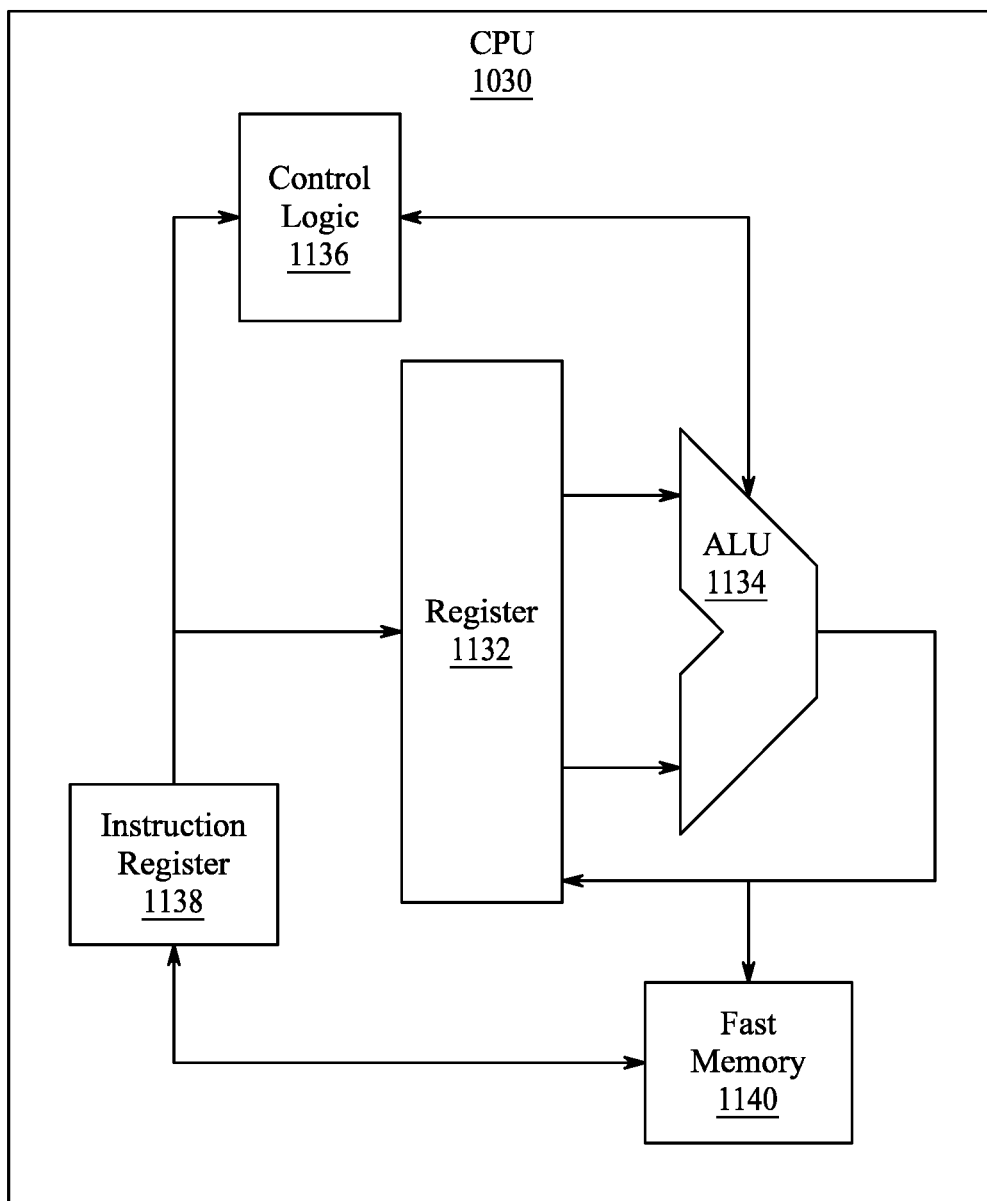 CPU
1030
Control
Logic
1136
ALU
1134
Register
1132
Instruction
Register
1138
Fast
Memory
1140